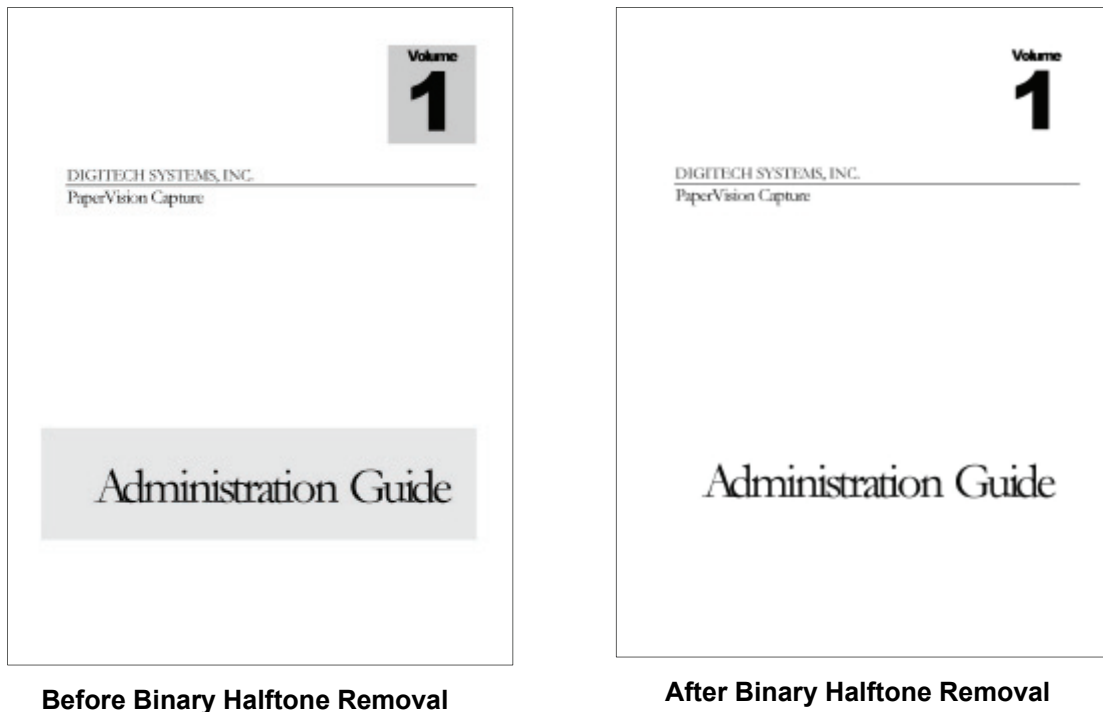 Volume
1
DIGITECH SYSTEMS, INC.
PaperVision Capture
Administration Guide
Before Binary Halftone Removal
Volume
1
DIGITECH SYSTEMS, INC.
PaperVision Capture
Administration Guide
After Binary Halftone Removal